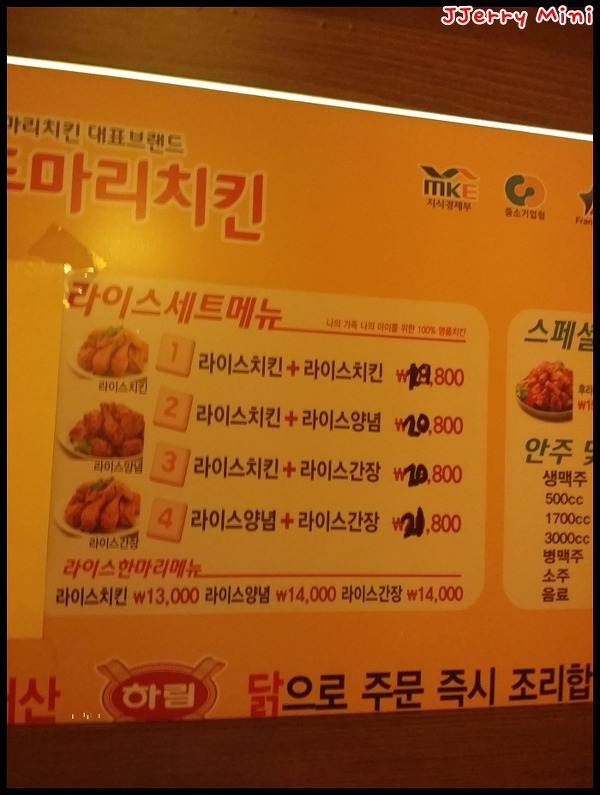 JJerry Mini
마리치킨 대표브랜드
마리치킨
MKE
지식경제부
중소기업청
Fran
라이스세트메뉴
나의 가족 나의 아이를 위한 100% 명품치킨
1 라이스치킨 + 라이스치킨 ₩19,800
라이스치킨
2 라이스치킨 + 라이스양념 ₩20,800
라이스양념
3 라이스치킨 + 라이스간장 ₩20,800
4 라이스양념 + 라이스간장 ₩21,800
라이스간장
라이스한마리메뉴
라이스치킨 ₩13,000 라이스양념 ₩14,000 라이스간장 ₩14,000
스페셜
후라
₩1
안주 및
생맥주
500cc
1700cc
3000cc
병맥주
소주
음료
산 하림 닭으로 주문 즉시 조리합